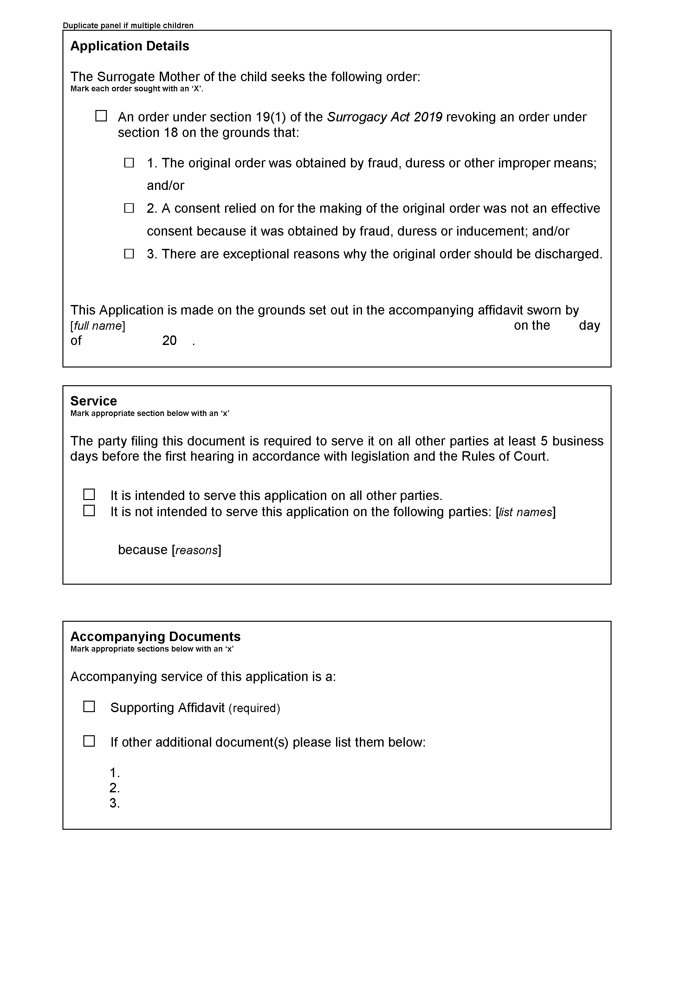 Duplicate panel if multiple children
Application Details
The Surrogate Mother of the child seeks the following order:
Mark each order sought with an ‘X’.
☐ An order under section 19(1) of the Surrogacy Act 2019 revoking an order under
section 18 on the grounds that:
☐ 1. The original order was obtained by fraud, duress or other improper means;
and/or
☐ 2. A consent relied on for the making of the original order was not an effective
consent because it was obtained by fraud, duress or inducement; and/or
☐ 3. There are exceptional reasons why the original order should be discharged.
This Application is made on the grounds set out in the accompanying affidavit sworn by
[full name] on the day
of 20 .
Service
Mark appropriate section below with an ‘x’
The party filing this document is required to serve it on all other parties at least 5 business
days before the first hearing in accordance with legislation and the Rules of Court.
☐ It is intended to serve this application on all other parties.
☐ It is not intended to serve this application on the following parties: [list names]
because [reasons]
Accompanying Documents
Mark appropriate sections below with an ‘x’
Accompanying service of this application is a:
☐ Supporting Affidavit (required)
☐ If other additional document(s) please list them below:
1.
2.
3.